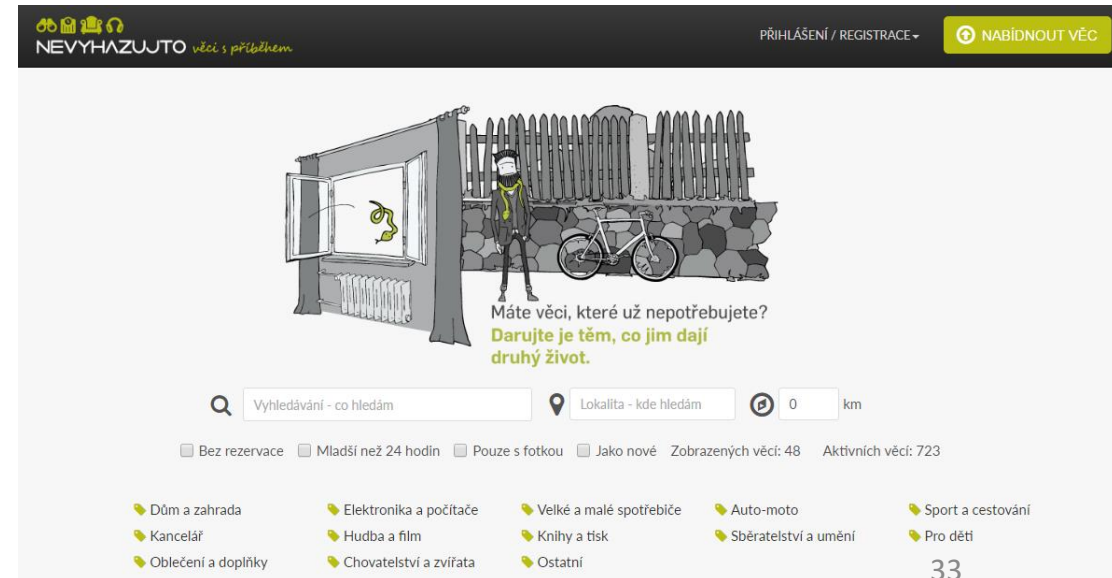 NEVYHAZUJTO věci s příběhem
PŘIHLÁŠENÍ / REGISTRACE
NABÍDNOUT VĚC
Máte věci, které už nepotřebujete?
Darujte je těm, co jim dají
druhý život.
Vyhledávání - co hledám
Lokalita - kde hledám
0 km
Bez rezervace Mladší než 24 hodin Pouze s fotkou Jako nové Zobrazených věcí: 48 Aktivních věcí: 723
Dům a zahrada Elektronika a počítače Velké a malé spotřebiče Auto-moto Sport a cestování
Kancelář Hudba a film Knihy a tisk Sběratelství a umění Pro děti
Oblečení a doplňky Chovatelství a zvířata Ostatní
33